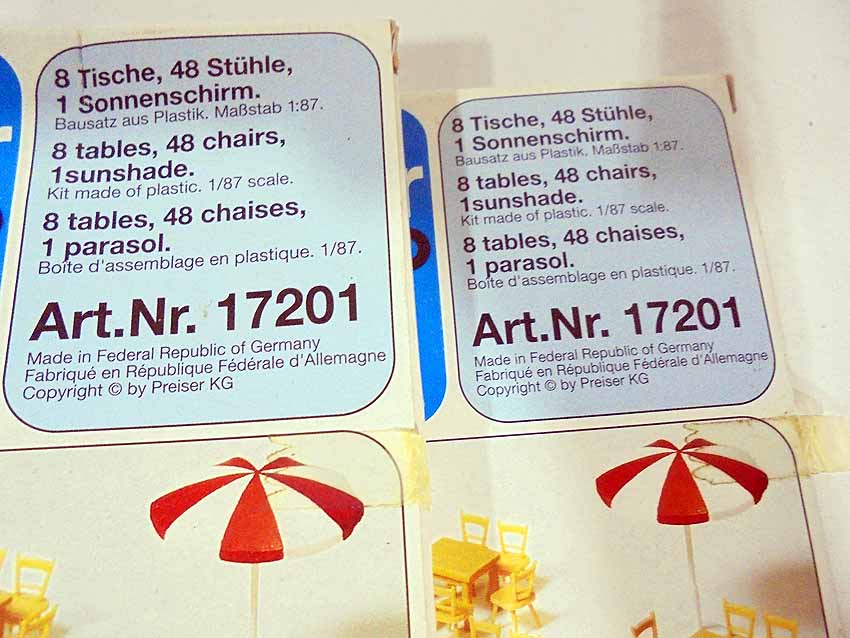 8 Tische, 48 Stühle,
1 Sonnenschirm.
Bausatz aus Plastik. Maßstab 1:87.
8 tables, 48 chairs,
1sunshade.
Kit made of plastic. 1/87 scale.
8 tables, 48 chaises,
1 parasol.
Boîte d'assemblage en plastique. 1/87.
Art.Nr. 17201
Made in Federal Republic of Germany
Fabriqué en République Fédérale d'Allemagne
Copyright © by Preiser KG
8 Tische, 48 Stühle,
1 Sonnenschirm.
Bausatz aus Plastik. Maßstab 1:87.
8 tables, 48 chairs,
1sunshade.
Kit made of plastic. 1/87 scale.
8 tables, 48 chaises,
1 parasol.
Boîte d'assemblage en plastique. 1/87.
Art.Nr. 17201
Made in Federal Republic of Germany
Fabriqué en République Fédérale d'Allemagne
Copyright © by Preiser KG